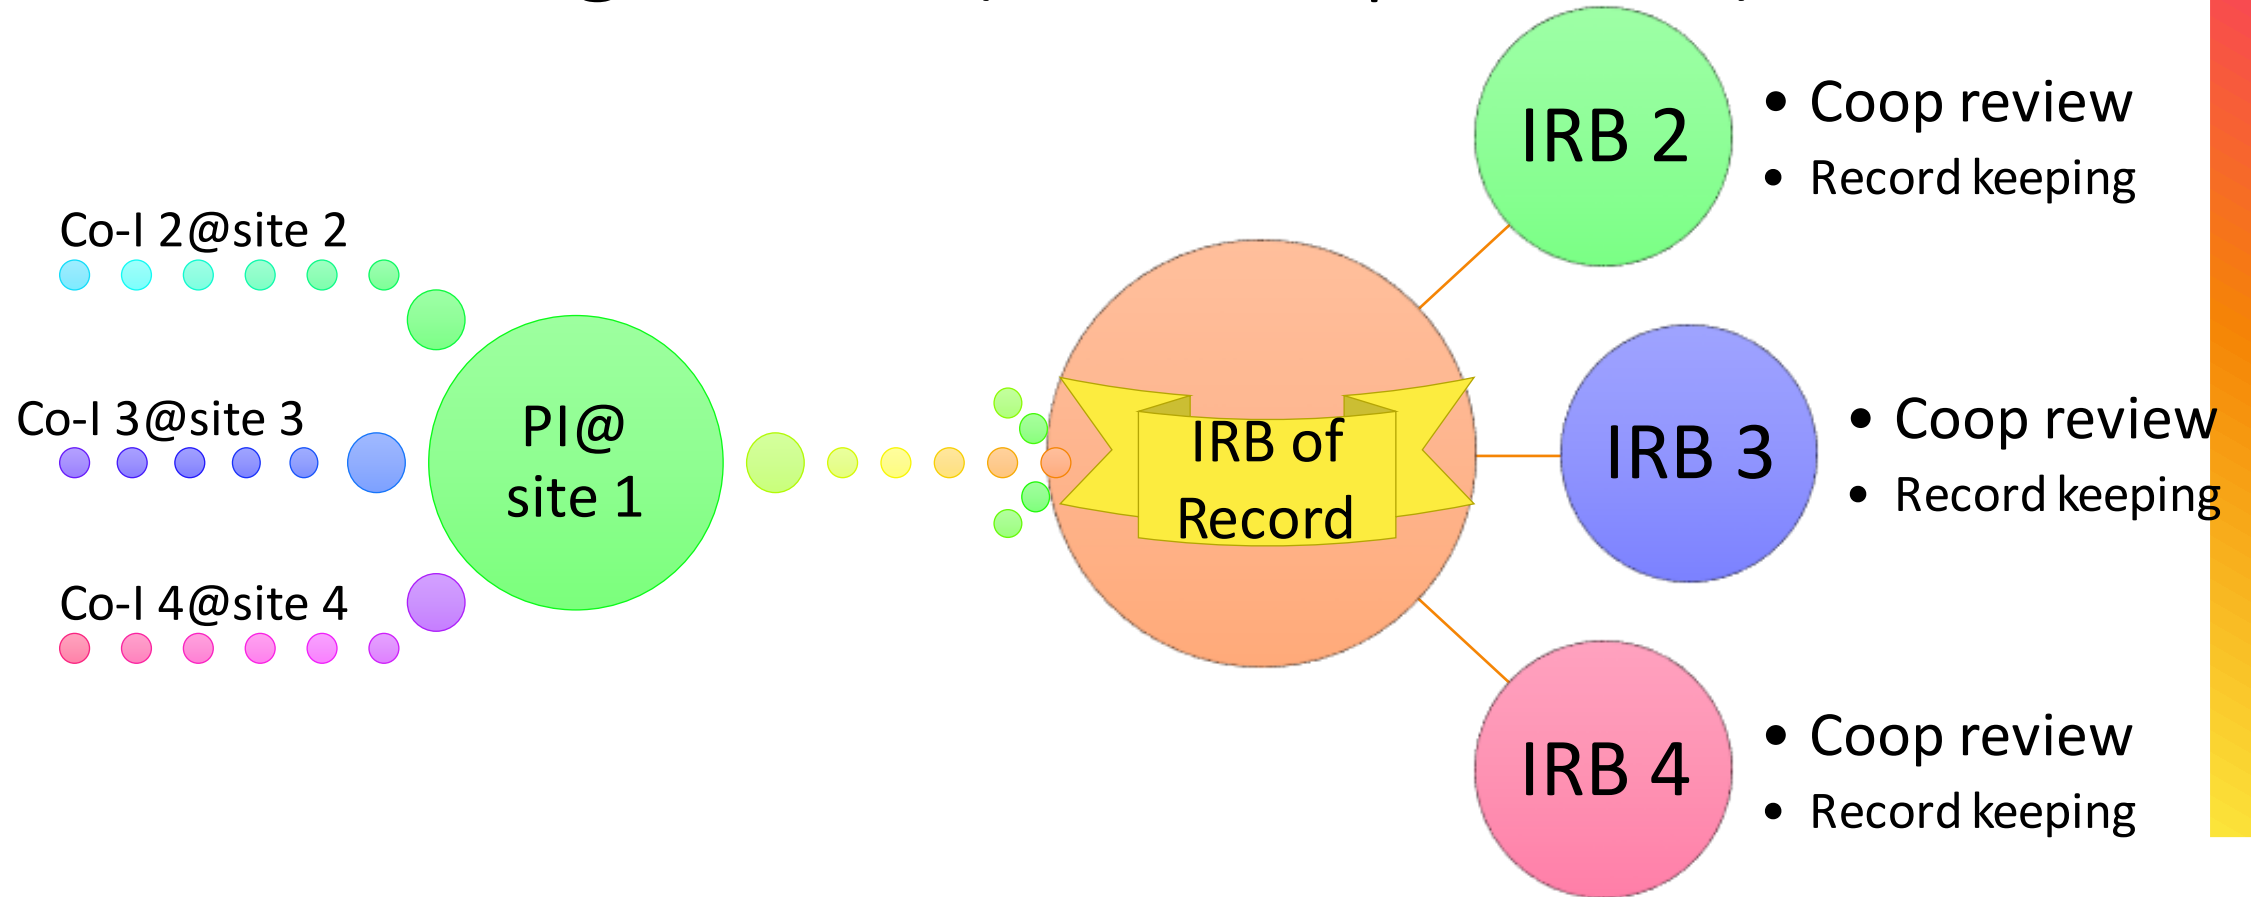 Co-I 2@site 2
Co-I 3@site 3
Co-I 4@site 4
PI@
site 1
IRB of
Record
IRB 2
• Coop review
• Record keeping
IRB 3
• Coop review
• Record keeping
IRB 4
• Coop review
• Record keeping